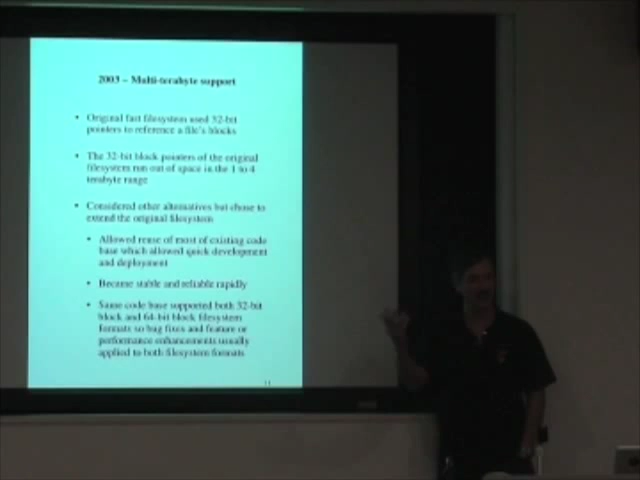 2003 – Multi-terabyte support
• Original fast filesystem used 32-bit
pointers to reference a file's blocks
• The 32-bit block pointers of the original
filesystem run out of space in the 1 to 4
terabyte range
• Considered other alternatives but chose to
extend the original filesystem
• Allowed reuse of most of existing code
base which allowed quick development
and deployment
• Became stable and reliable rapidly
• Same code base supported both 32-bit
block and 64-bit block filesystem
formats so bug fixes and feature or
performance enhancements usually
applied to both filesystem formats